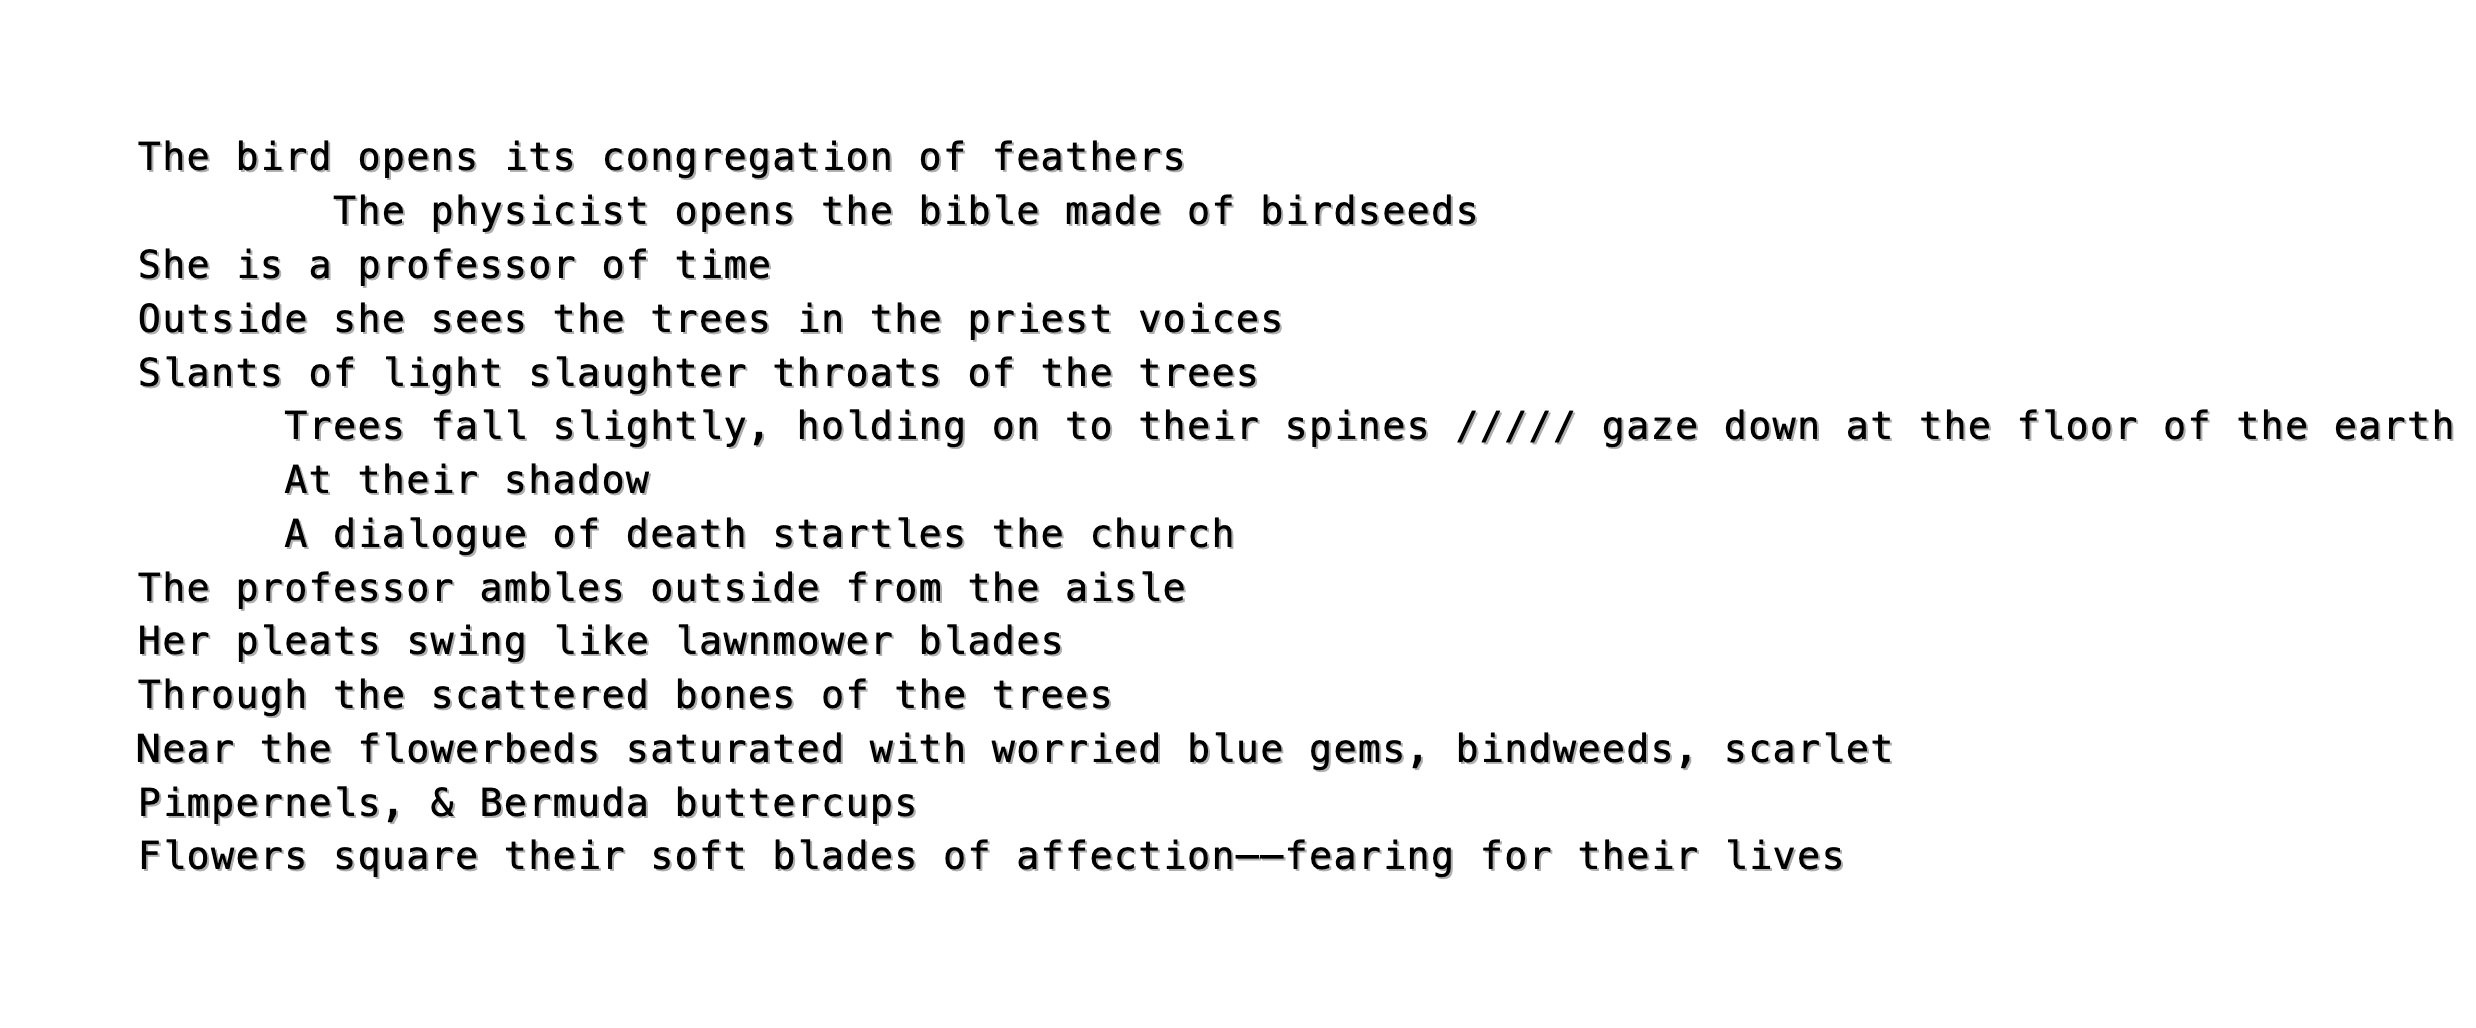 The bird opens its congregation of feathers
        The physicist opens the bible made of birdseeds
She is a professor of time
Outside she sees the trees in the priest voices
Slants of light slaughter throats of the trees
      Trees fall slightly, holding on to their spines ///// gaze down at the floor of the earth
      At their shadow
      A dialogue of death startles the church
The professor ambles outside from the aisle
Her pleats swing like lawnmower blades
Through the scattered bones of the trees
Near the flowerbeds saturated with worried blue gems, bindweeds, scarlet
Pimpernels, & Bermuda buttercups
Flowers square their soft blades of affection——fearing for their lives